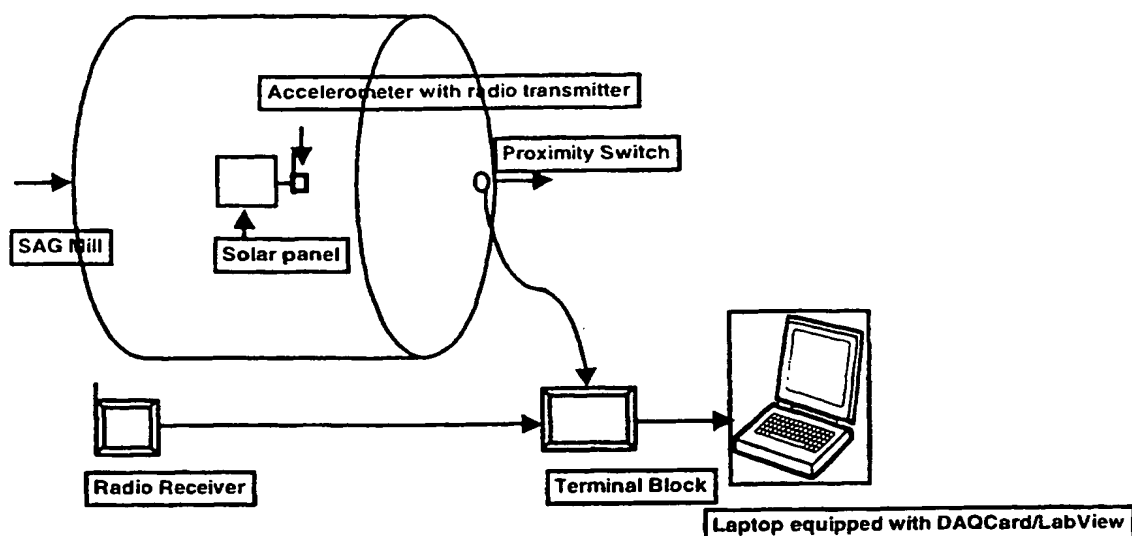 Accelerometer with radio transmitter
Proximity Switch
SAG Mill
Solar panel
Radio Receiver
Terminal Block
Laptop equipped with DAQCard/LabView